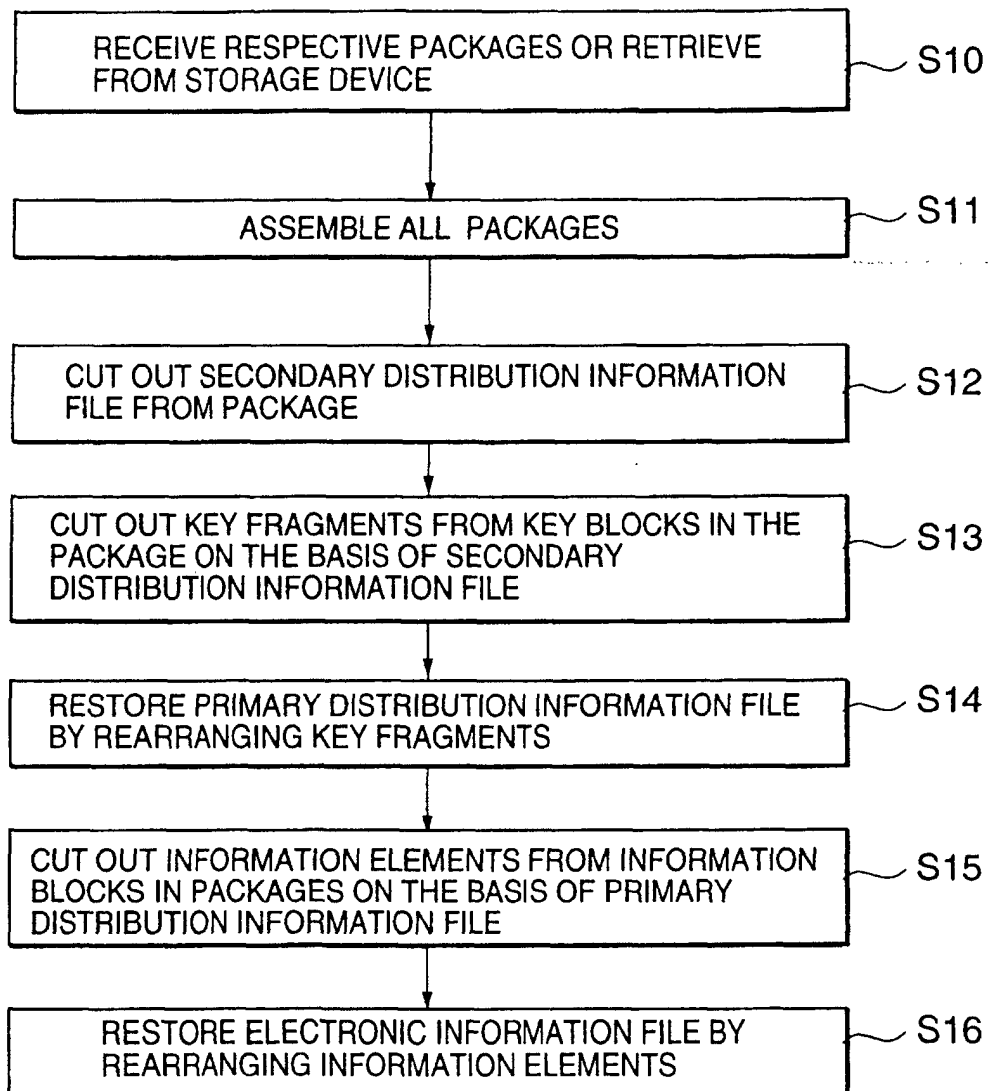 RECEIVE RESPECTIVE PACKAGES OR RETRIEVE
FROM STORAGE DEVICE
S10
ASSEMBLE ALL PACKAGES
S11
CUT OUT SECONDARY DISTRIBUTION INFORMATION
FILE FROM PACKAGE
S12
CUT OUT KEY FRAGMENTS FROM KEY BLOCKS IN THE
PACKAGE ON THE BASIS OF SECONDARY
DISTRIBUTION INFORMATION FILE
S13
RESTORE PRIMARY DISTRIBUTION INFORMATION FILE
BY REARRANGING KEY FRAGMENTS
S14
CUT OUT INFORMATION ELEMENTS FROM INFORMATION
BLOCKS IN PACKAGES ON THE BASIS OF PRIMARY
DISTRIBUTION INFORMATION FILE
S15
RESTORE ELECTRONIC INFORMATION FILE BY
REARRANGING INFORMATION ELEMENTS
S16